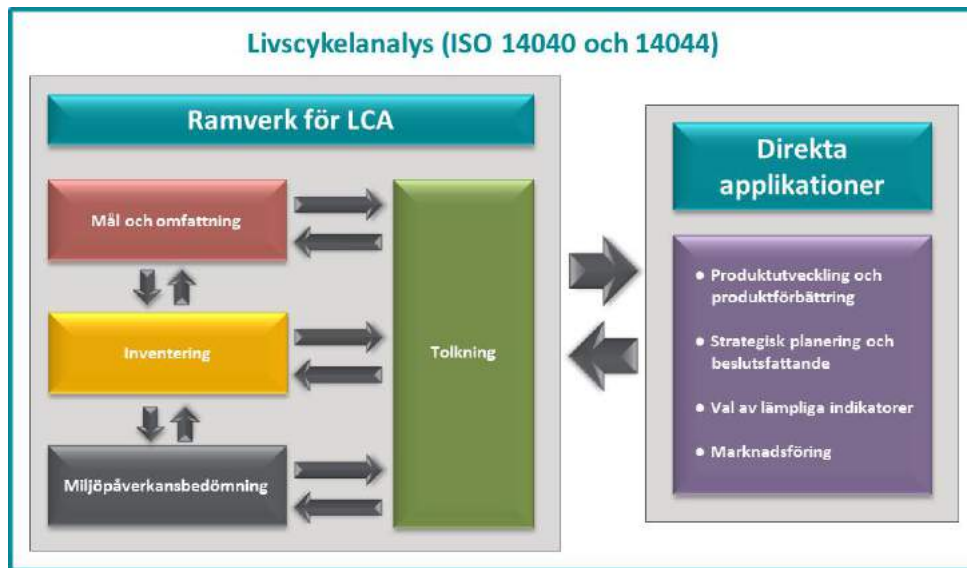 Livscykelanalys (ISO 14040 och 14044)
Ramverk för LCA
Mål och omfattning
Inventering
Miljöpåverkansbedömning
Tolkning
Direkta
applikationer
● Produktutveckling och
produktförbättring
● Strategisk planering och
beslutsfattande
● Val av lämpliga indikatorer
● Marknadsföring